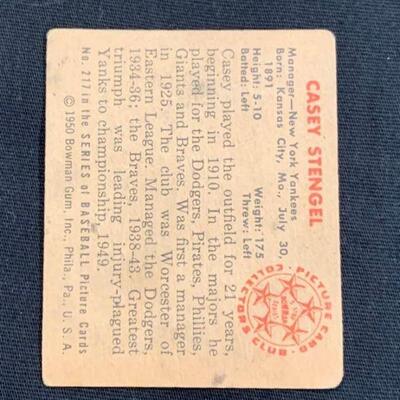 CASEY STENGEL
Manager—New York Yankees
Born: Kansas City, Mo., July 30,
1891
Height: 5-10 Weight: 175
Batted: Left Threw: Left
Casey played the outfield for 21 years,
beginning in 1910. In the majors he
played for the Dodgers, Pirates, Phillies,
Giants and Braves. Was first a manager
in 1925. The club was Worcester of
Eastern League. Managed the Dodgers,
1934-36; the Braves, 1938-43. Greatest
triumph was leading injury-plagued
Yanks to championship, 1949.
No. 217 in the SERIES of BASEBALL Picture Cards
©1950 Bowman Gum, Inc., Phila., Pa., U. S. A.
PICTURE CARD
COLLECTORS CLUB